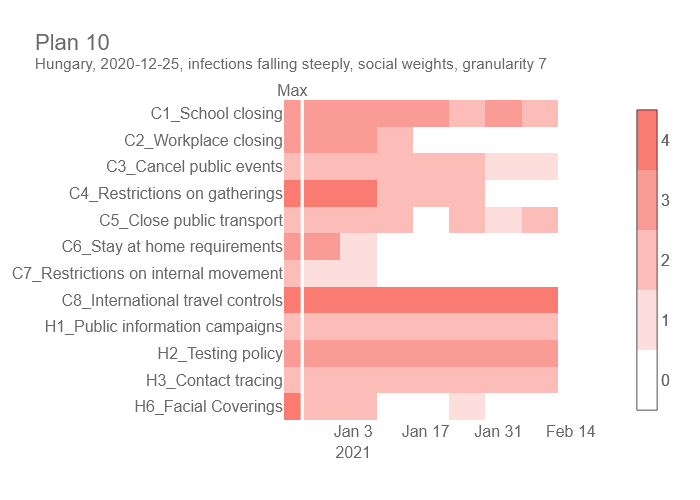 Plan 10
Hungary, 2020-12-25, infections falling steeply, social weights, granularity 7
Max
C1_School closing
C2_Workplace closing
C3_Cancel public events
C4_Restrictions on gatherings
C5_Close public transport
C6_Stay at home requirements
C7_Restrictions on internal movement
C8_International travel controls
H1_Public information campaigns
H2_Testing policy
H3_Contact tracing
H6_Facial Coverings
Jan 3
2021
Jan 17
Jan 31
Feb 14
4
3
2
1
0